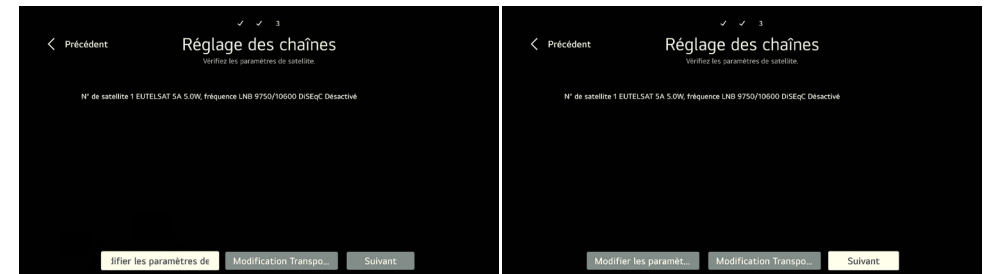 ✓ ✓ 3
Précédent
Réglage des chaînes
Vérifiez les paramètres de satellite.
N° de satellite 1 EUTELSAT 5A 5.0W, fréquence LNB 9750/10600 DiSEqC Désactivé
lifier les paramètres de
Modification Transpo...
Suivant
✓ ✓ 3
Précédent
Réglage des chaînes
Vérifiez les paramètres de satellite.
N° de satellite 1 EUTELSAT 5A 5.0W, fréquence LNB 9750/10600 DiSEqC Désactivé
Modifier les paramèt...
Modification Transpo...
Suivant